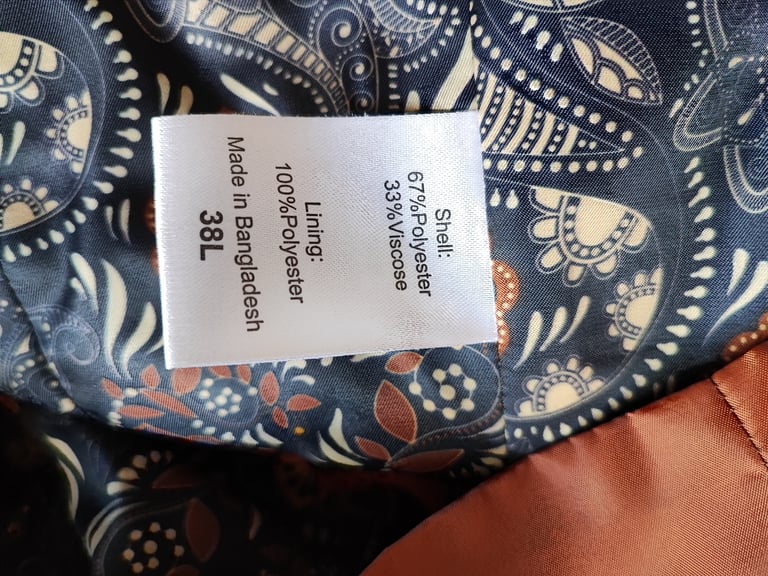 Shell:
67%Polyester
33%Viscose
Lining:
100%Polyester
Made in Bangladesh
38L